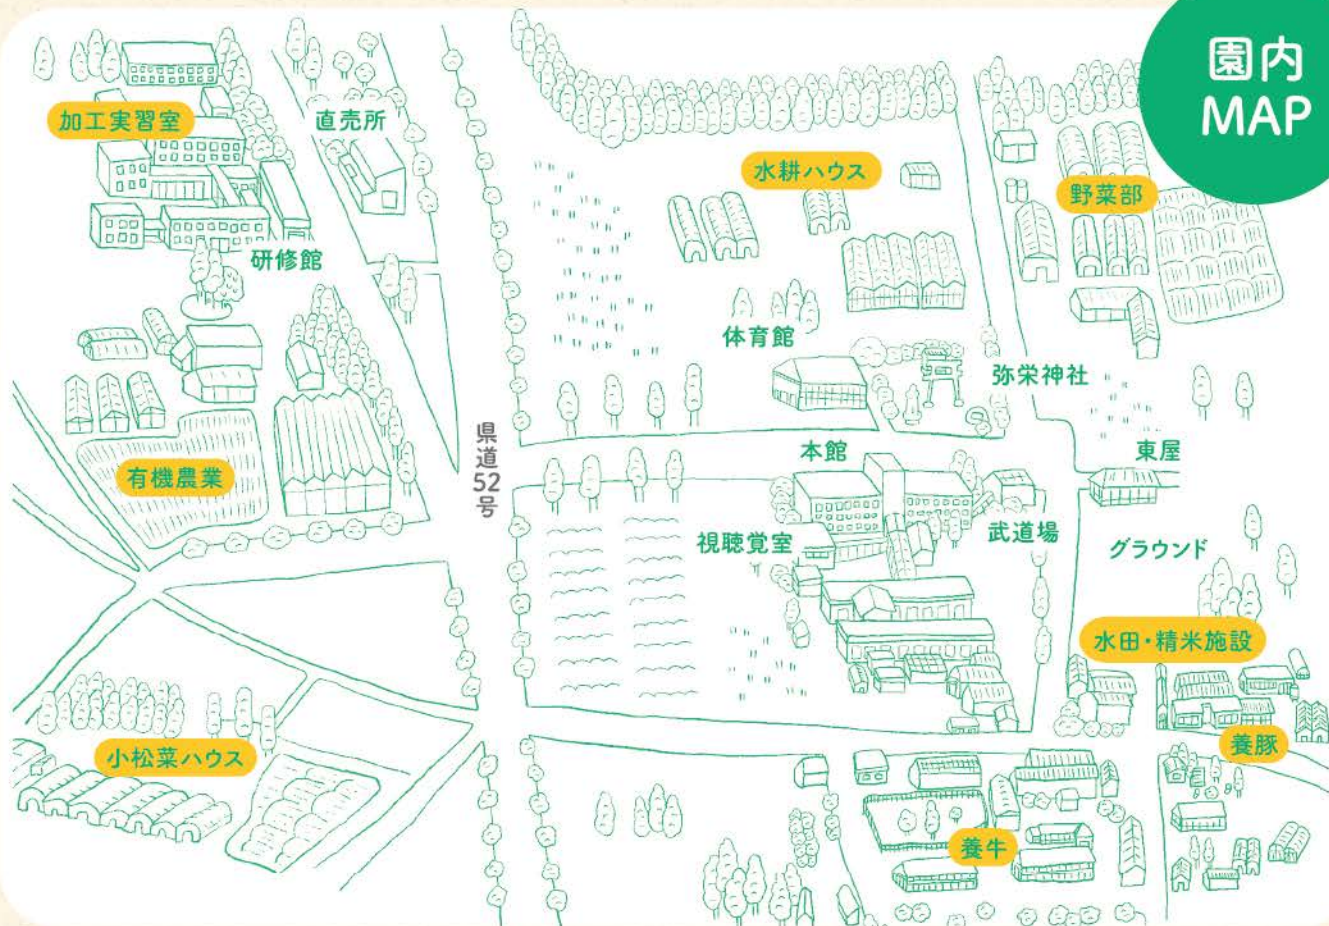 園内
MAP
加工実習室
直売所
水耕ハウス
野菜部
研修館
体育館
弥栄神社
県道52号
本館
東屋
有機農業
視聴覚室
武道場
グラウンド
水田・精米施設
小松菜ハウス
養豚
養牛